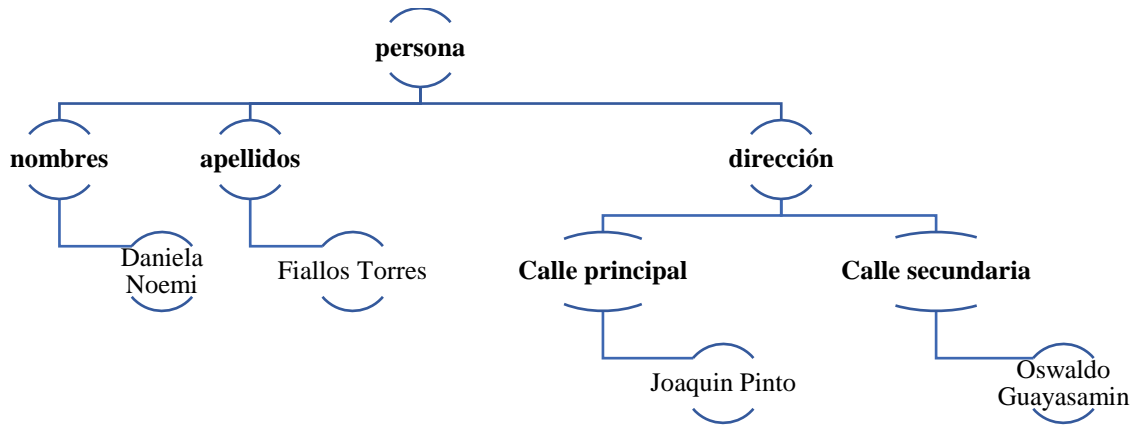 persona
nombres
apellidos
dirección
Daniela
Noemi
Fiallos Torres
Calle principal
Calle secundaria
Joaquin Pinto
Oswaldo
Guayasamin